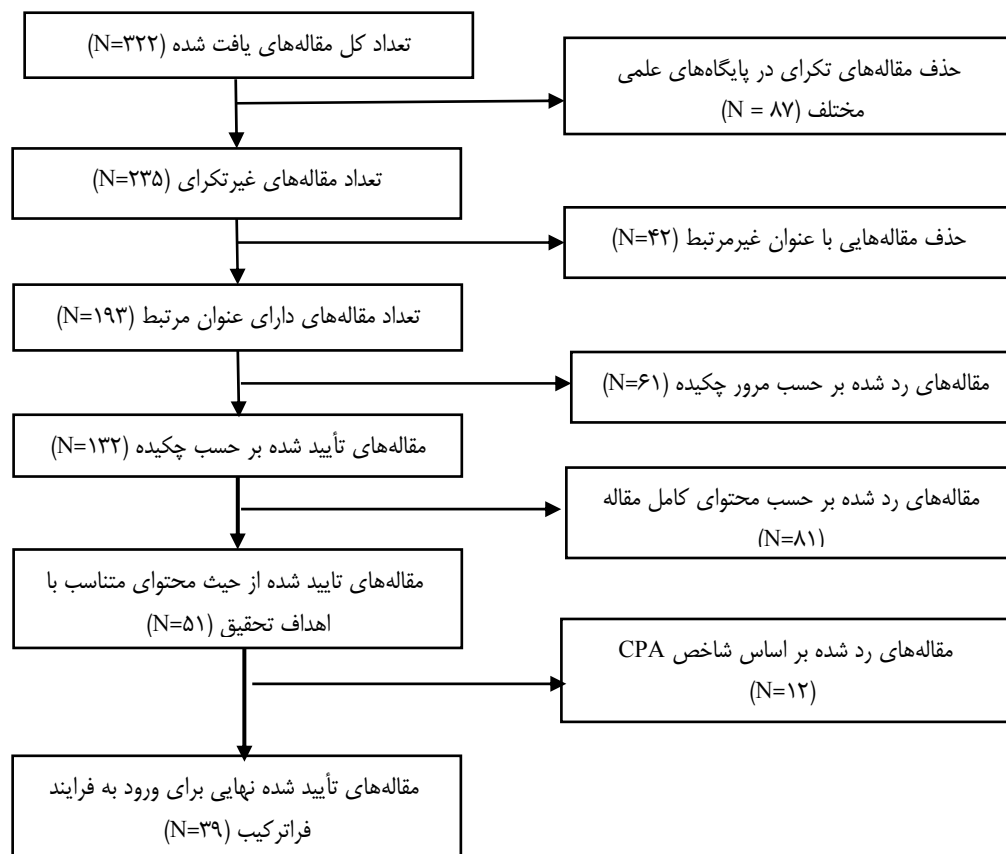 تعداد کل مقاله‌های یافت شده (N=۳۲۲)
حذف مقاله‌های تکرای در پایگاه‌های علمی
مختلف (N = ۸۷)
تعداد مقاله‌های غیرتکرای (N=۲۳۵)
حذف مقاله‌هایی با عنوان غیرمرتبط (N=۴۲)
تعداد مقاله‌های دارای عنوان مرتبط (N=۱۹۳)
مقاله‌های رد شده بر حسب مرور چکیده (N=۶۱)
مقاله‌های تأیید شده بر حسب چکیده (N=۱۳۲)
مقاله‌های رد شده بر حسب محتوای کامل مقاله
(N=۸۱)
مقاله‌های تایید شده از حیث محتوای متناسب با
اهداف تحقیق (N=۵۱)
مقاله‌های رد شده بر اساس شاخص CPA
(N=۱۲)
مقاله‌های تأیید شده نهایی برای ورود به فرایند
فراترکیب (N=۳۹)